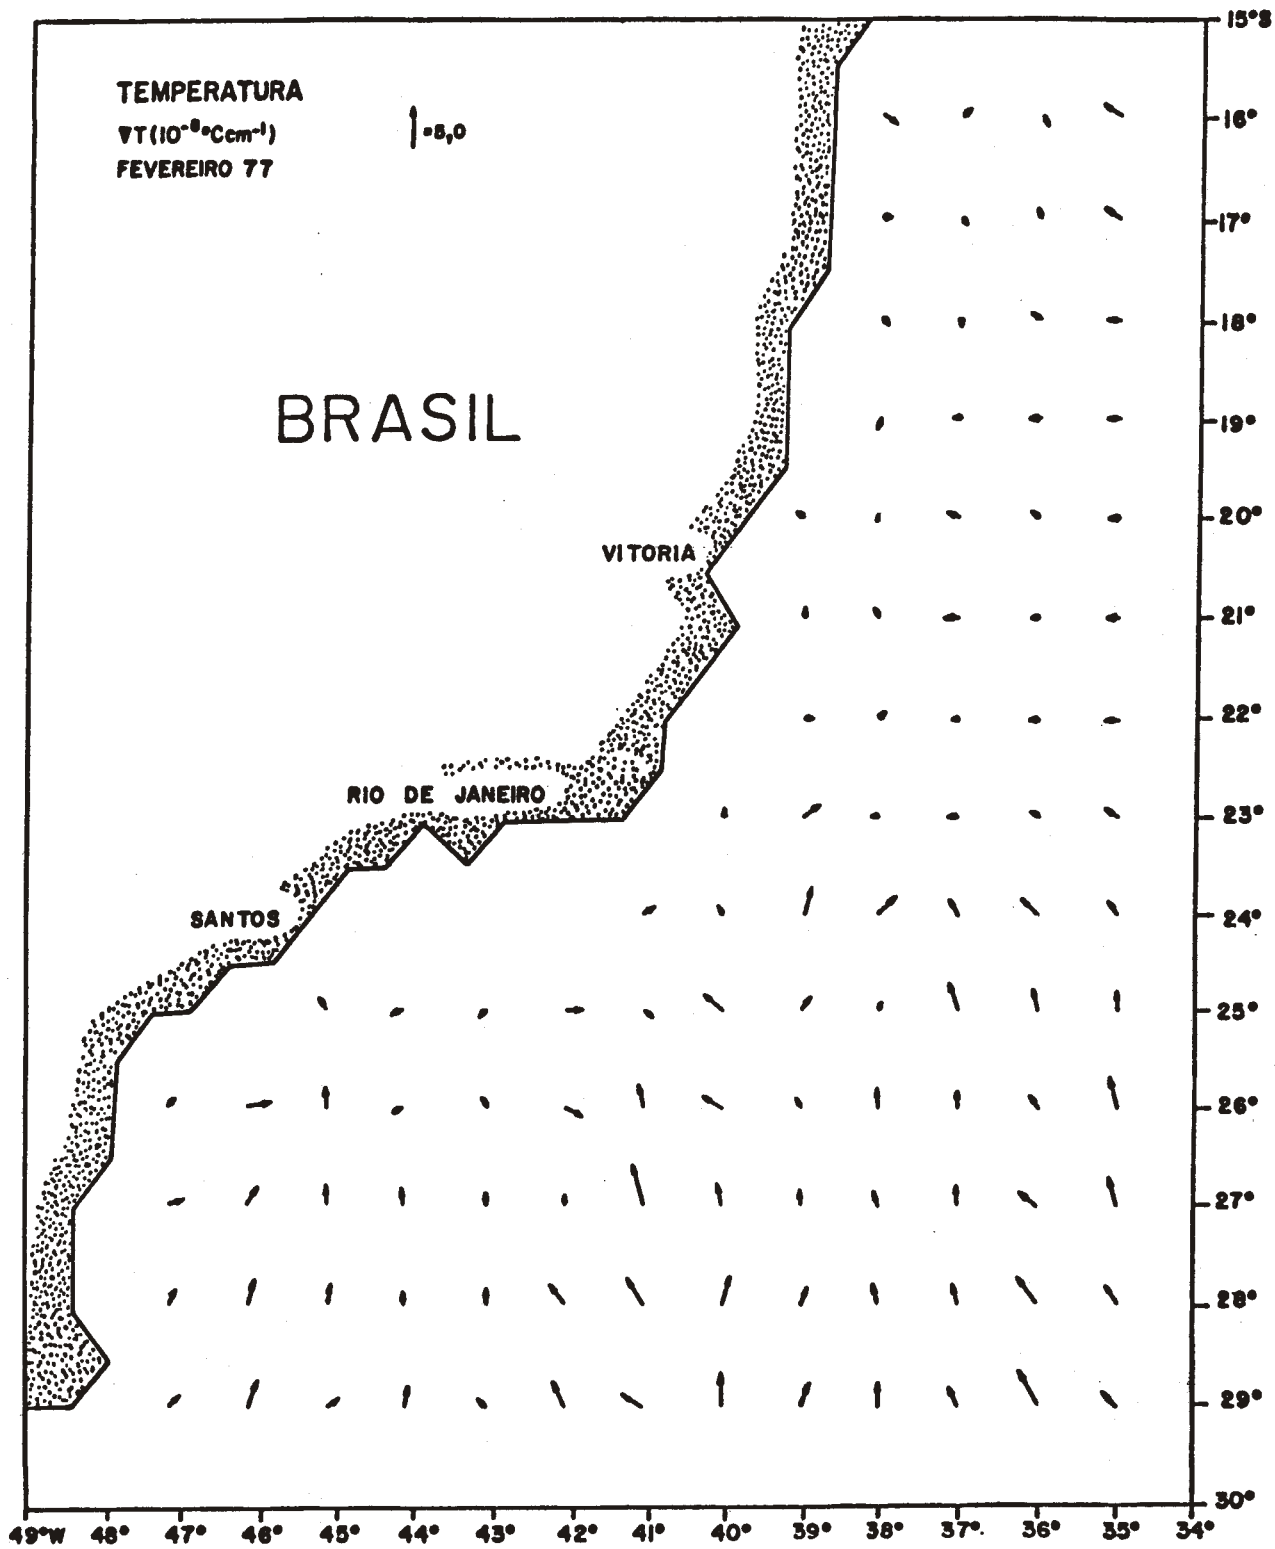 15°S
TEMPERATURA
∇T(10⁻⁸°Ccm⁻¹)
=5,0
FEVEREIRO 77
16°
17°
18°
BRASIL
19°
20°
VITORIA
21°
22°
RIO DE JANEIRO
23°
SANTOS
24°
25°
26°
27°
28°
29°
30°
49°W 48° 47° 46° 45° 44° 43° 42° 41° 40° 39° 38° 37° 36° 35° 34°